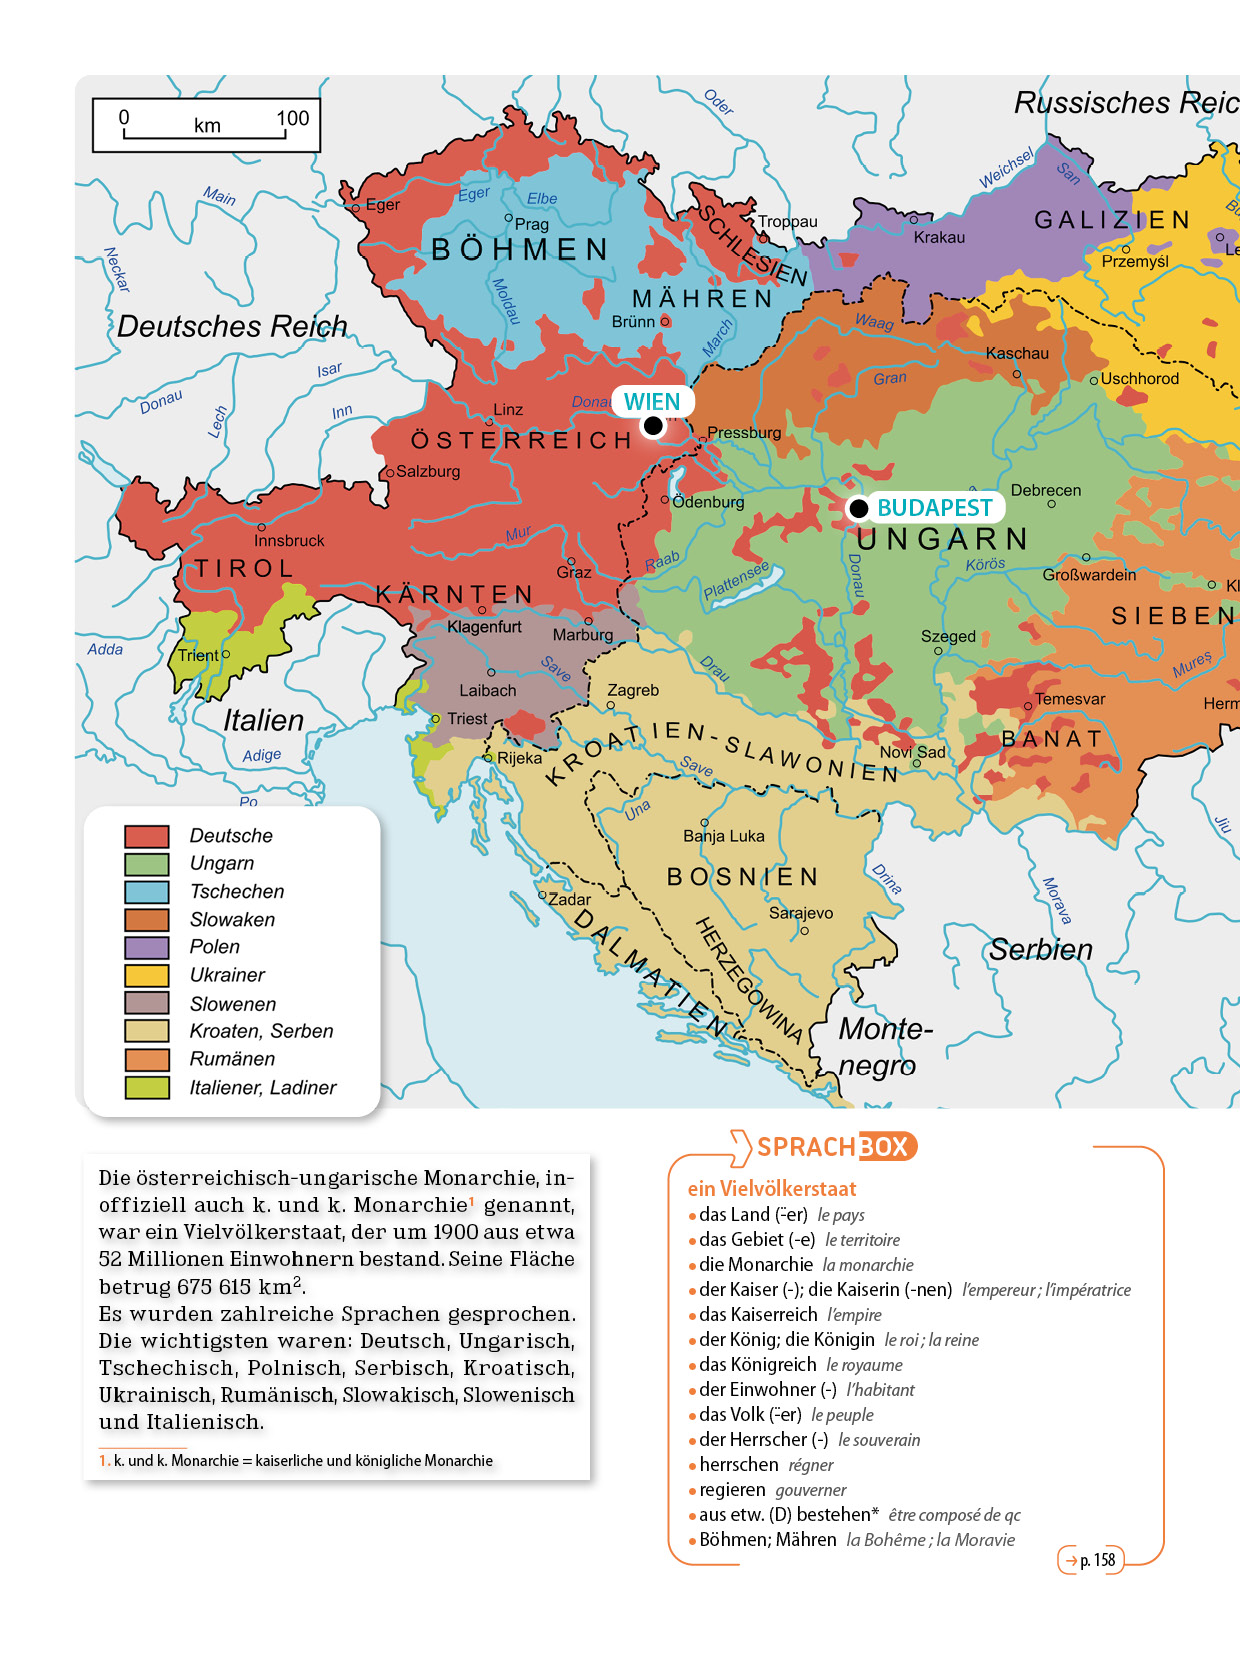 0 100
km
Russisches Reic
Oder
Main
Weichsel
San
Eger
Eger
Elbe
Prag
BÖHMEN
Troppau
SCHLESIEN
Krakau
GALIZIEN
Przemyśl
Le
Neckar
Moldau
MÄHREN
Brünn
March
Deutsches Reich
Waag
Gran
Kaschau
Uschhorod
Donau
Lech
Isar
Inn
Linz
Donau
WIEN
ÖSTERREICH
Pressburg
Salzburg
Ödenburg
BUDAPEST
Debrecen
UNGARN
Innsbruck
TIROL
Mur
Graz
Raab
Plattensee
Donau
Körös
Großwardein
Kl
KÄRNTEN
Klagenfurt
Marburg
SIEBEN
Adda
Trient
Save
Drau
Szeged
Mureș
Laibach
Zagreb
Temesvar
Herm
Italien
Triest
Adige
Rijeka
KROATIEN-SLAWONIEN
Save
Novi Sad
BANAT
Po
Una
Banja Luka
BOSNIEN
Drina
Jiu
Morava
Zadar
Sarajevo
DALMATIEN
HERZEGOWINA
Serbien
Monte-
negro
Deutsche
Ungarn
Tschechen
Slowaken
Polen
Ukrainer
Slowenen
Kroaten, Serben
Rumänen
Italiener, Ladiner
Die österreichisch-ungarische Monarchie, in-
offiziell auch k. und k. Monarchie¹ genannt,
war ein Vielvölkerstaat, der um 1900 aus etwa
52 Millionen Einwohnern bestand. Seine Fläche
betrug 675 615 km².
Es wurden zahlreiche Sprachen gesprochen.
Die wichtigsten waren: Deutsch, Ungarisch,
Tschechisch, Polnisch, Serbisch, Kroatisch,
Ukrainisch, Rumänisch, Slowakisch, Slowenisch
und Italienisch.
1. k. und k. Monarchie = kaiserliche und königliche Monarchie
SPRACHBOX
ein Vielvölkerstaat
• das Land (¨-er) le pays
• das Gebiet (-e) le territoire
• die Monarchie la monarchie
• der Kaiser (-); die Kaiserin (-nen) l'empereur ; l'impératrice
• das Kaiserreich l'empire
• der König; die Königin le roi ; la reine
• das Königreich le royaume
• der Einwohner (-) l'habitant
• das Volk (¨-er) le peuple
• der Herrscher (-) le souverain
• herrschen régner
• regieren gouverner
• aus etw. (D) bestehen* être composé de qc
• Böhmen; Mähren la Bohême ; la Moravie
→ p. 158